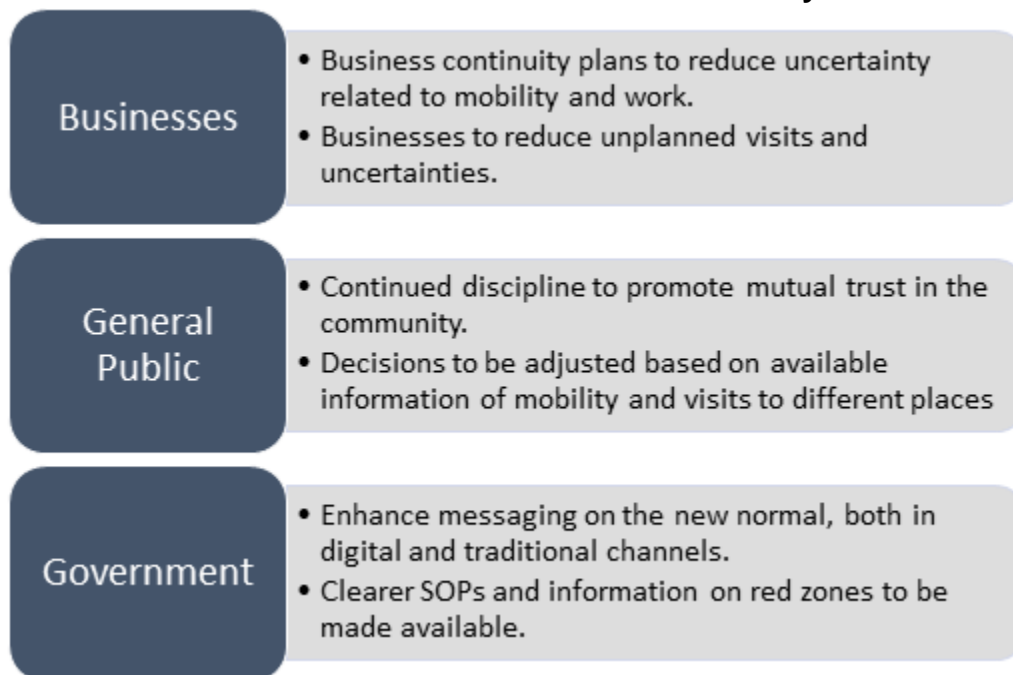 Businesses
• Business continuity plans to reduce uncertainty
related to mobility and work.
• Businesses to reduce unplanned visits and
uncertainties.
General
Public
• Continued discipline to promote mutual trust in the
community.
• Decisions to be adjusted based on available
information of mobility and visits to different places
Government
• Enhance messaging on the new normal, both in
digital and traditional channels.
• Clearer SOPs and information on red zones to be
made available.